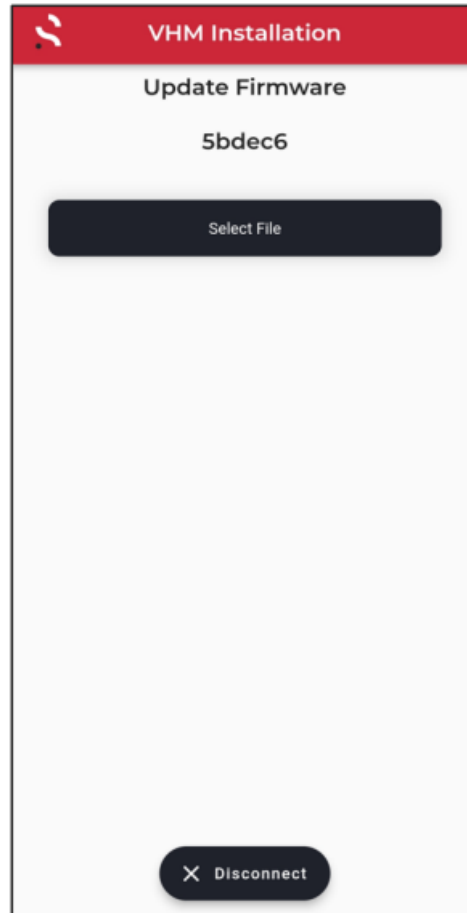 VHM Installation
Update Firmware
5bdec6
Select File
Disconnect